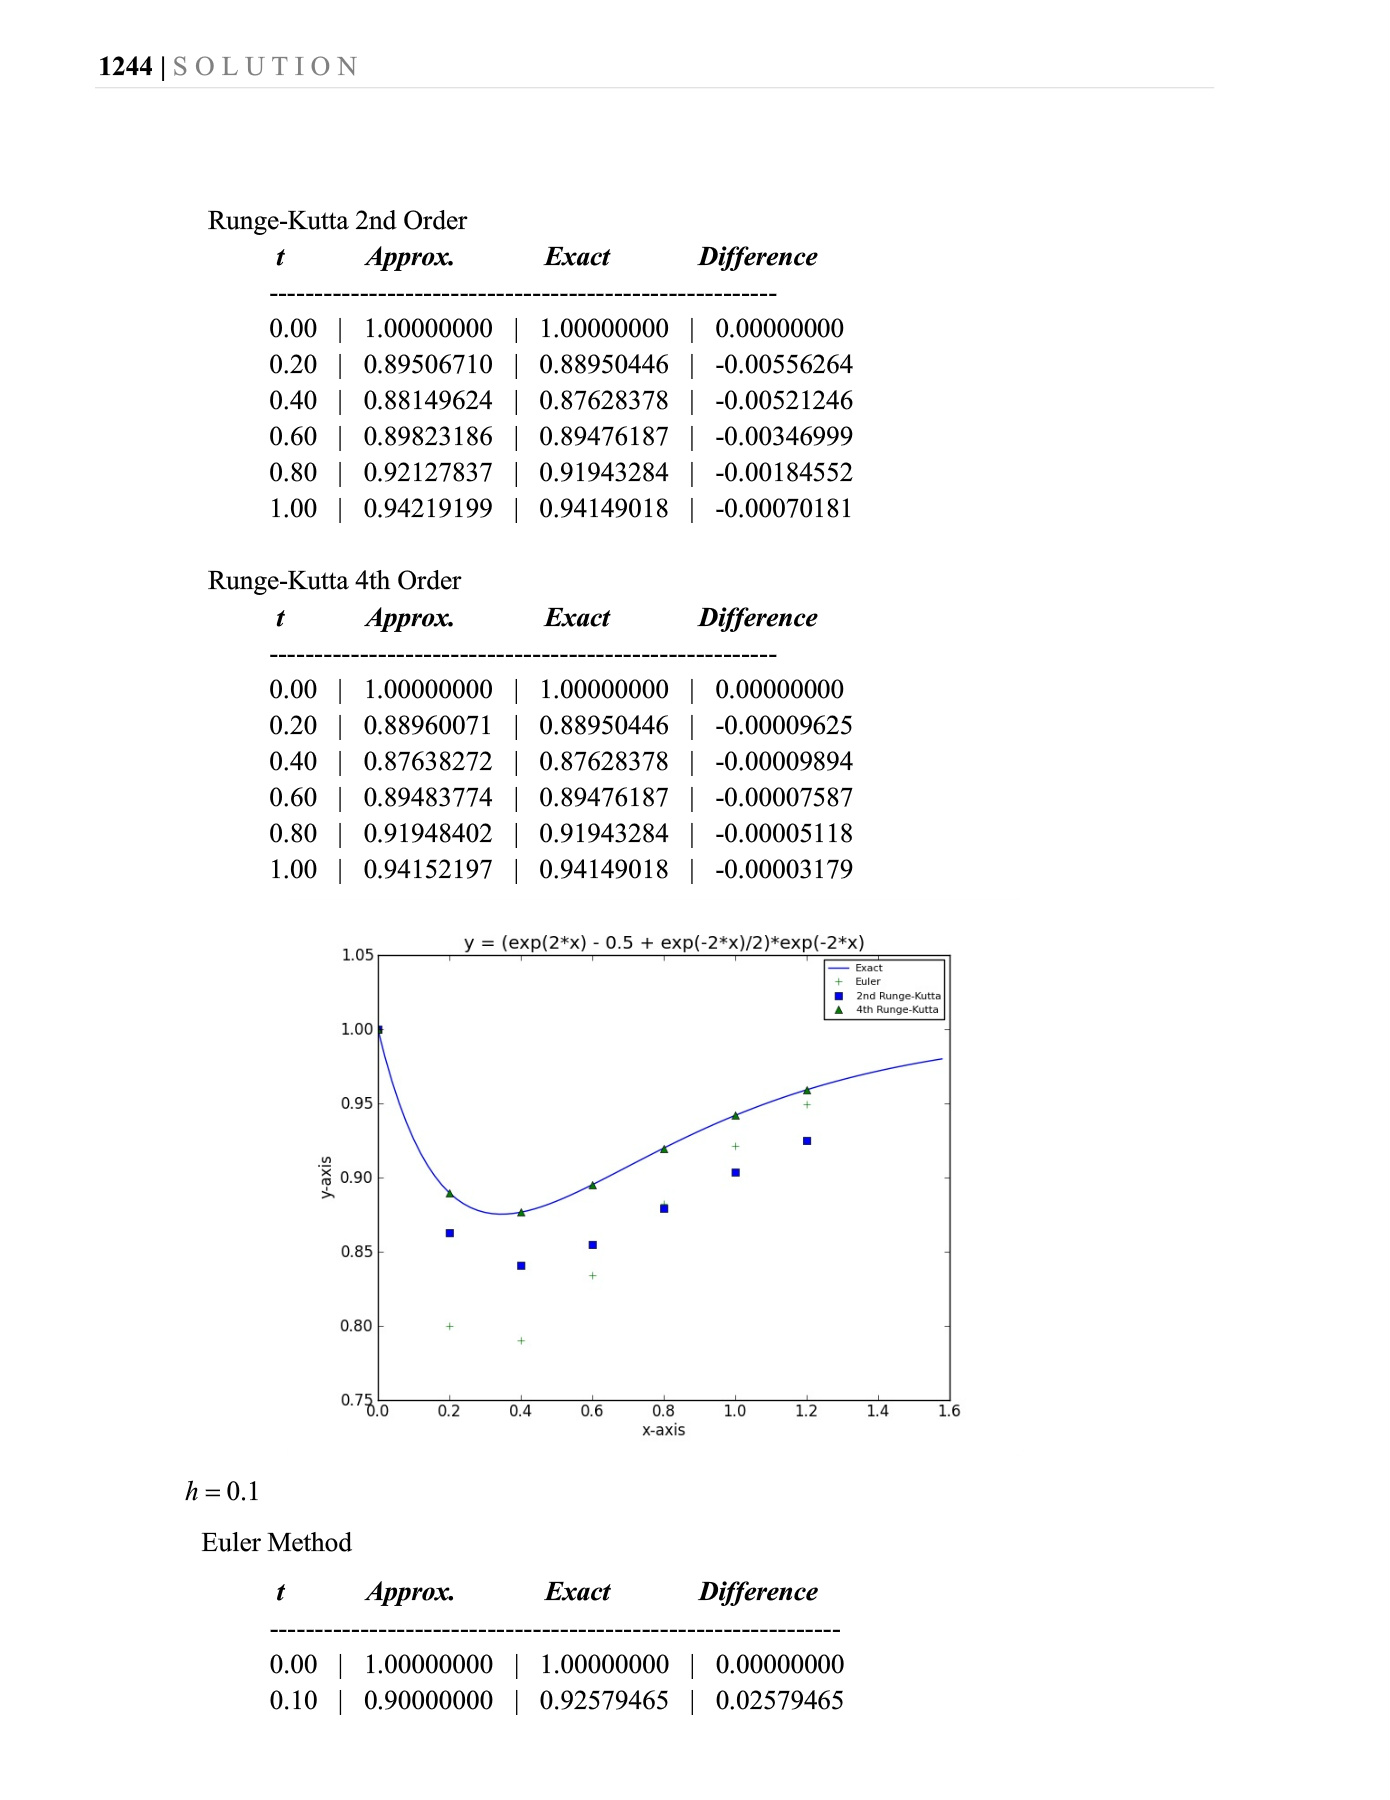 1244 | S O L U T I O N
Runge-Kutta 2nd Order
t Approx. Exact Difference
--------------------------------------------------------
0.00 | 1.00000000 | 1.00000000 | 0.00000000
0.20 | 0.89506710 | 0.88950446 | -0.00556264
0.40 | 0.88149624 | 0.87628378 | -0.00521246
0.60 | 0.89823186 | 0.89476187 | -0.00346999
0.80 | 0.92127837 | 0.91943284 | -0.00184552
1.00 | 0.94219199 | 0.94149018 | -0.00070181
Runge-Kutta 4th Order
t Approx. Exact Difference
--------------------------------------------------------
0.00 | 1.00000000 | 1.00000000 | 0.00000000
0.20 | 0.88960071 | 0.88950446 | -0.00009625
0.40 | 0.87638272 | 0.87628378 | -0.00009894
0.60 | 0.89483774 | 0.89476187 | -0.00007587
0.80 | 0.91948402 | 0.91943284 | -0.00005118
1.00 | 0.94152197 | 0.94149018 | -0.00003179
y = (exp(2*x) - 0.5 + exp(-2*x)/2)*exp(-2*x)
1.05
Exact
Euler
2nd Runge-Kutta
4th Runge-Kutta
1.00
0.95
0.90
y-axis
0.85
0.80
0.75
0.0 0.2 0.4 0.6 0.8 1.0 1.2 1.4 1.6
x-axis
h = 0.1
Euler Method
t Approx. Exact Difference
---------------------------------------------------------------
0.00 | 1.00000000 | 1.00000000 | 0.00000000
0.10 | 0.90000000 | 0.92579465 | 0.02579465